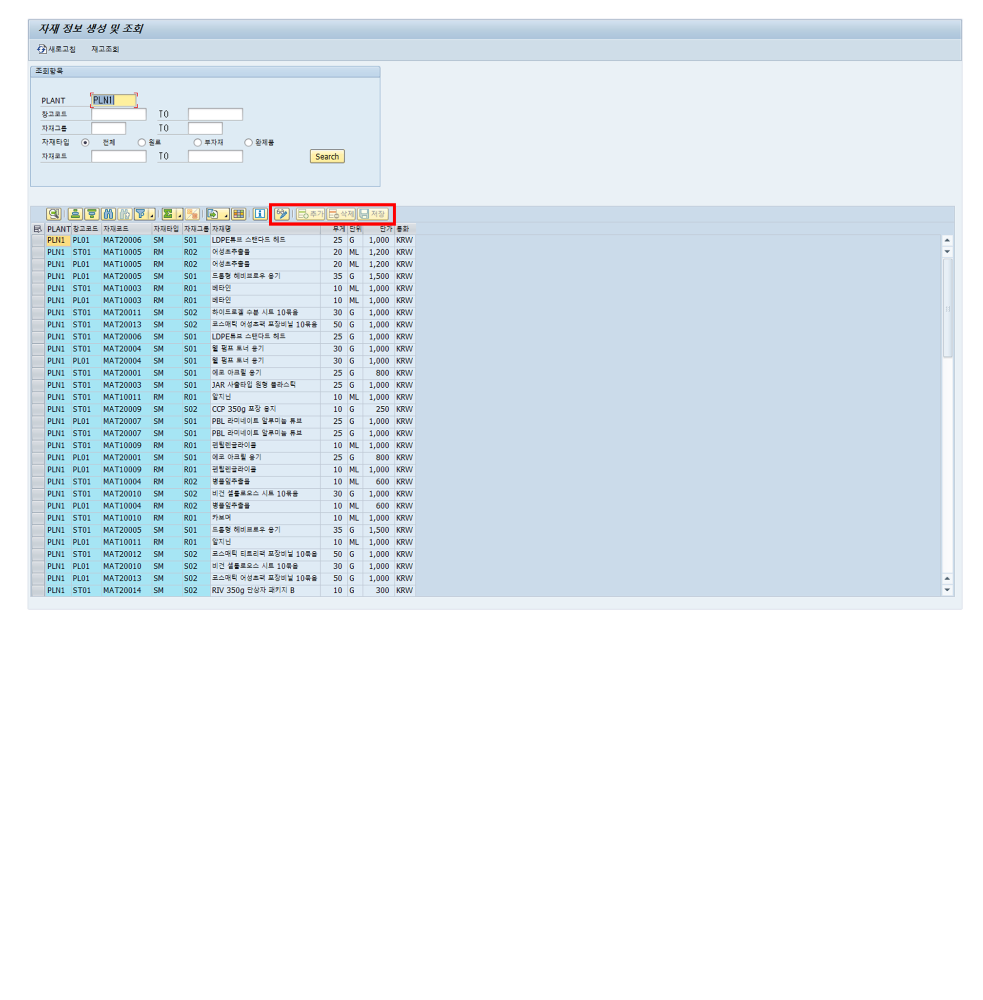 자재 정보 생성 및 조회
새로고침 재고조회
조회항목
PLANT PLN1
창고코드 TO
자재그룹 TO
자재타입 전체 원료 부자재 완제품
자재코드 TO Search
추가 삭제 저장
PLANT 창고코드 자재코드 자재타입 자재그룹 자재명 무게 단위 단가 통화
PLN1 PL01 MAT20006 SM S01 LDPE튜브 스탠다드 헤드 25 G 1,000 KRW
PLN1 ST01 MAT10005 RM R02 어성초추출물 20 ML 1,200 KRW
PLN1 PL01 MAT10005 RM R02 어성초추출물 20 ML 1,200 KRW
PLN1 PL01 MAT20005 SM S01 드롭형 헤비브로우 용기 35 G 1,500 KRW
PLN1 ST01 MAT10003 RM R01 베타인 10 ML 1,000 KRW
PLN1 PL01 MAT10003 RM R01 베타인 10 ML 1,000 KRW
PLN1 ST01 MAT20011 SM S02 하이드로겔 수분 시트 10묶음 30 G 1,000 KRW
PLN1 ST01 MAT20013 SM S02 코스매틱 어성초팩 포장비닐 10묶음 50 G 1,000 KRW
PLN1 ST01 MAT20006 SM S01 LDPE튜브 스탠다드 헤드 25 G 1,000 KRW
PLN1 ST01 MAT20004 SM S01 웰 펌프 토너 용기 30 G 1,000 KRW
PLN1 PL01 MAT20004 SM S01 웰 펌프 토너 용기 30 G 1,000 KRW
PLN1 ST01 MAT20001 SM S01 에코 아크릴 용기 25 G 800 KRW
PLN1 ST01 MAT20003 SM S01 JAR 사출타입 원형 플라스틱 25 G 1,000 KRW
PLN1 ST01 MAT10011 RM R01 알지닌 10 ML 1,000 KRW
PLN1 ST01 MAT20009 SM S02 CCP 350g 포장 용지 10 G 250 KRW
PLN1 PL01 MAT20007 SM S01 PBL 라미네이트 알루미늄 튜브 25 G 1,000 KRW
PLN1 ST01 MAT20007 SM S01 PBL 라미네이트 알루미늄 튜브 25 G 1,000 KRW
PLN1 ST01 MAT10009 RM R01 펜틸렌글라이콜 10 ML 1,000 KRW
PLN1 PL01 MAT20001 SM S01 에코 아크릴 용기 25 G 800 KRW
PLN1 PL01 MAT10009 RM R01 펜틸렌글라이콜 10 ML 1,000 KRW
PLN1 ST01 MAT10004 RM R02 병풀잎추출물 10 ML 600 KRW
PLN1 ST01 MAT20010 SM S02 비건 셀룰로오스 시트 10묶음 30 G 1,000 KRW
PLN1 PL01 MAT10004 RM R02 병풀잎추출물 10 ML 600 KRW
PLN1 ST01 MAT10010 RM R01 카보머 10 ML 1,000 KRW
PLN1 ST01 MAT20005 SM S01 드롭형 헤비브로우 용기 35 G 1,500 KRW
PLN1 PL01 MAT10011 RM R01 알지닌 10 ML 1,000 KRW
PLN1 ST01 MAT20012 SM S02 코스매틱 티트리팩 포장비닐 10묶음 50 G 1,000 KRW
PLN1 PL01 MAT20010 SM S02 비건 셀룰로오스 시트 10묶음 30 G 1,000 KRW
PLN1 PL01 MAT20013 SM S02 코스매틱 어성초팩 포장비닐 10묶음 50 G 1,000 KRW
PLN1 ST01 MAT20014 SM S02 RIV 350g 단상자 패키지 B 10 G 300 KRW